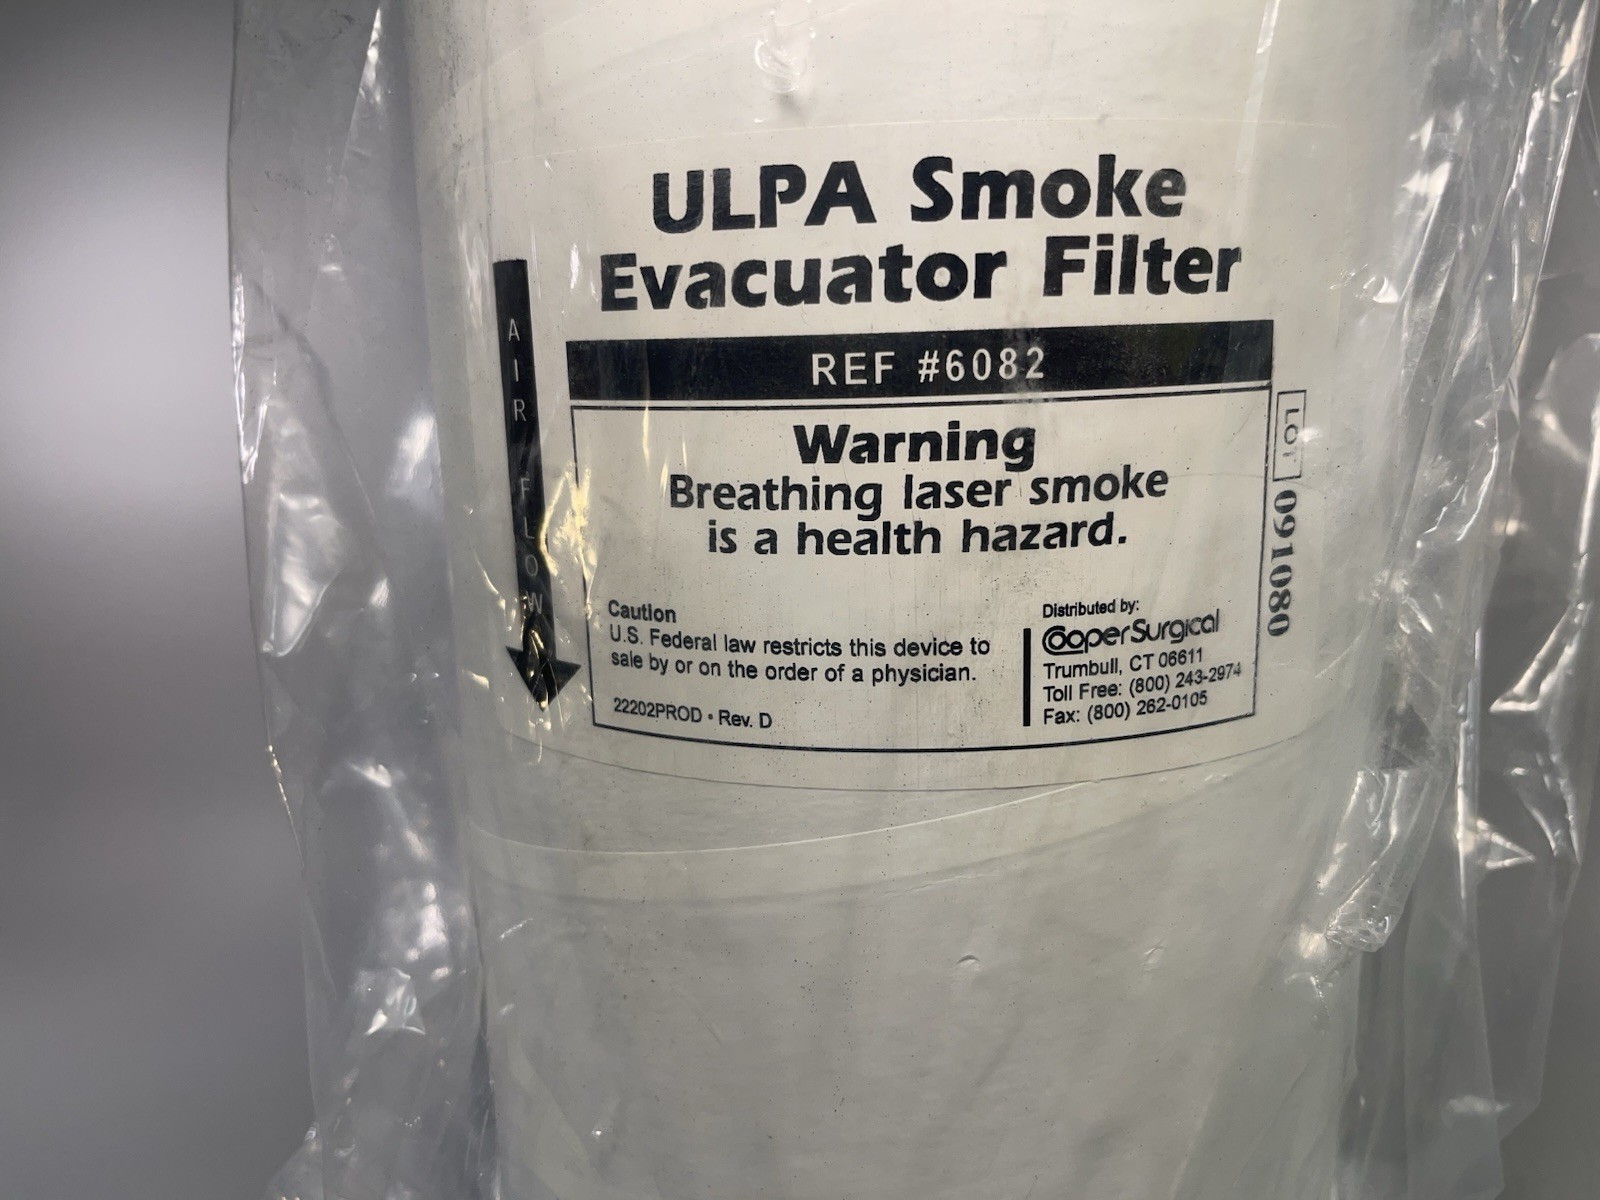 ULPA Smoke
Evacuator Filter
AIR FLOW
REF #6082
Warning
Breathing laser smoke
is a health hazard.
LOT 091080
Caution
U.S. Federal law restricts this device to
sale by or on the order of a physician.
22202PROD • Rev. D
Distributed by:
CooperSurgical
Trumbull, CT 06611
Toll Free: (800) 243-2974
Fax: (800) 262-0105